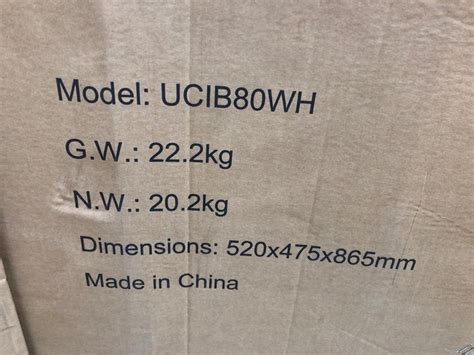 Model: UCIB80WH
G.W.: 22.2kg
N.W.: 20.2kg
Dimensions: 520x475x865mm
Made in China